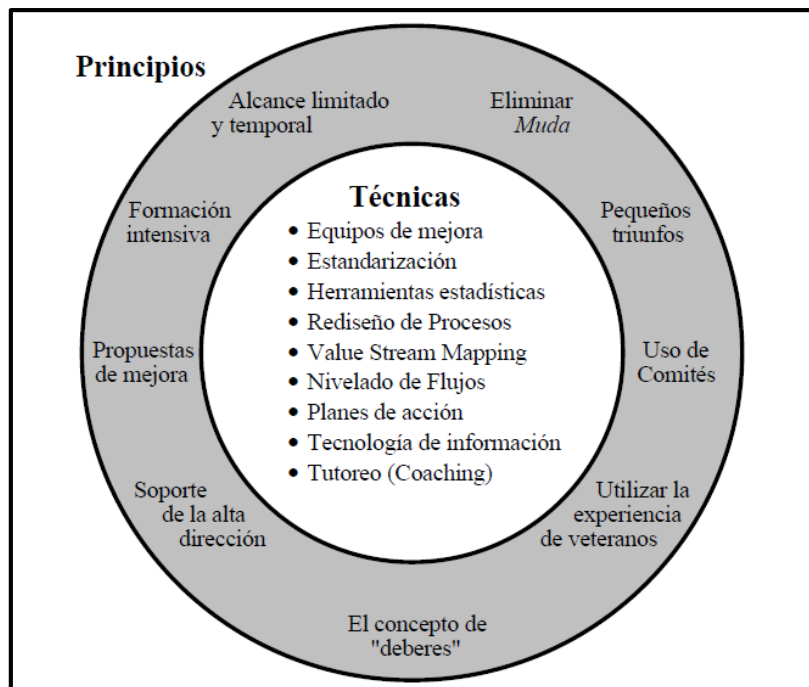 Principios
Alcance limitado
y temporal
Eliminar
Muda
Formación
intensiva
Pequeños
triunfos
Propuestas
de mejora
Uso de
Comités
Soporte
de la alta
dirección
Utilizar la
experiencia
de veteranos
El concepto de
"deberes"
Técnicas
• Equipos de mejora
• Estandarización
• Herramientas estadísticas
• Rediseño de Procesos
• Value Stream Mapping
• Nivelado de Flujos
• Planes de acción
• Tecnología de información
• Tutoreo (Coaching)